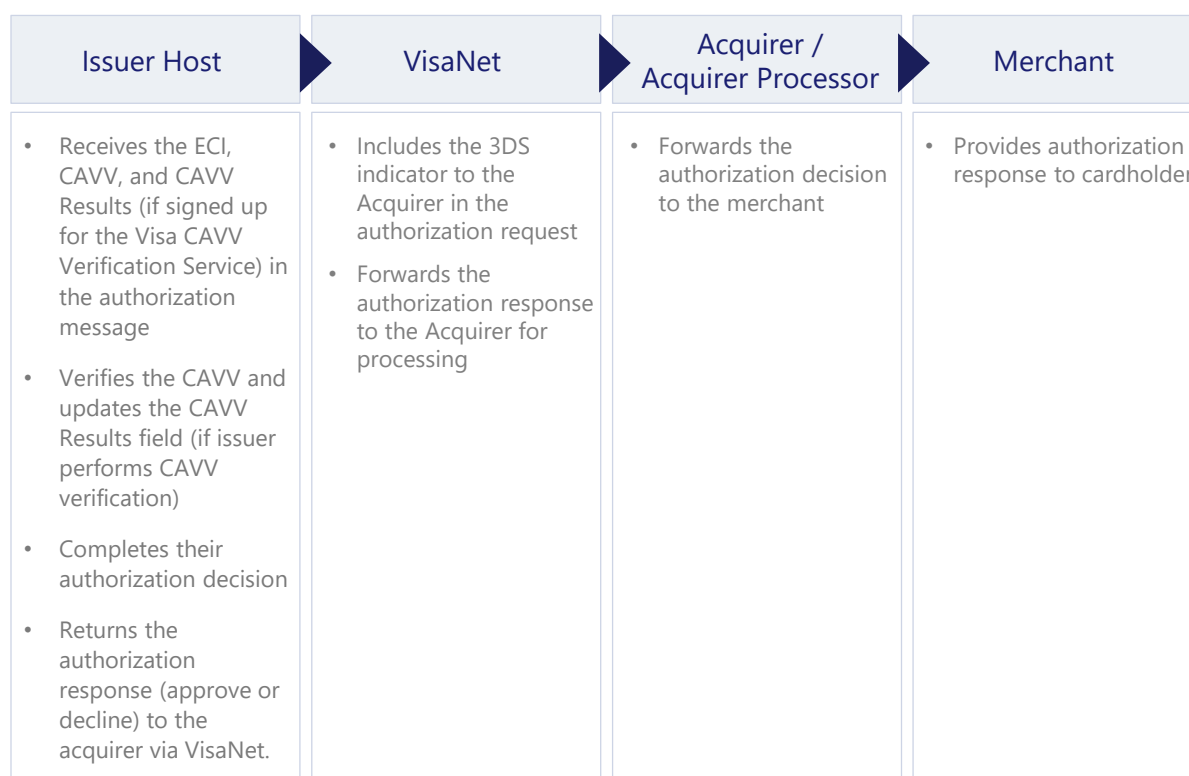 Issuer Host
VisaNet
Acquirer /
Acquirer Processor
Merchant
• Receives the ECI,
CAVV, and CAVV
Results (if signed up
for the Visa CAVV
Verification Service) in
the authorization
message
• Verifies the CAVV and
updates the CAVV
Results field (if issuer
performs CAVV
verification)
• Completes their
authorization decision
• Returns the
authorization
response (approve or
decline) to the
acquirer via VisaNet.
• Includes the 3DS
indicator to the
Acquirer in the
authorization request
• Forwards the
authorization response
to the Acquirer for
processing
• Forwards the
authorization decision
to the merchant
• Provides authorization
response to cardholder